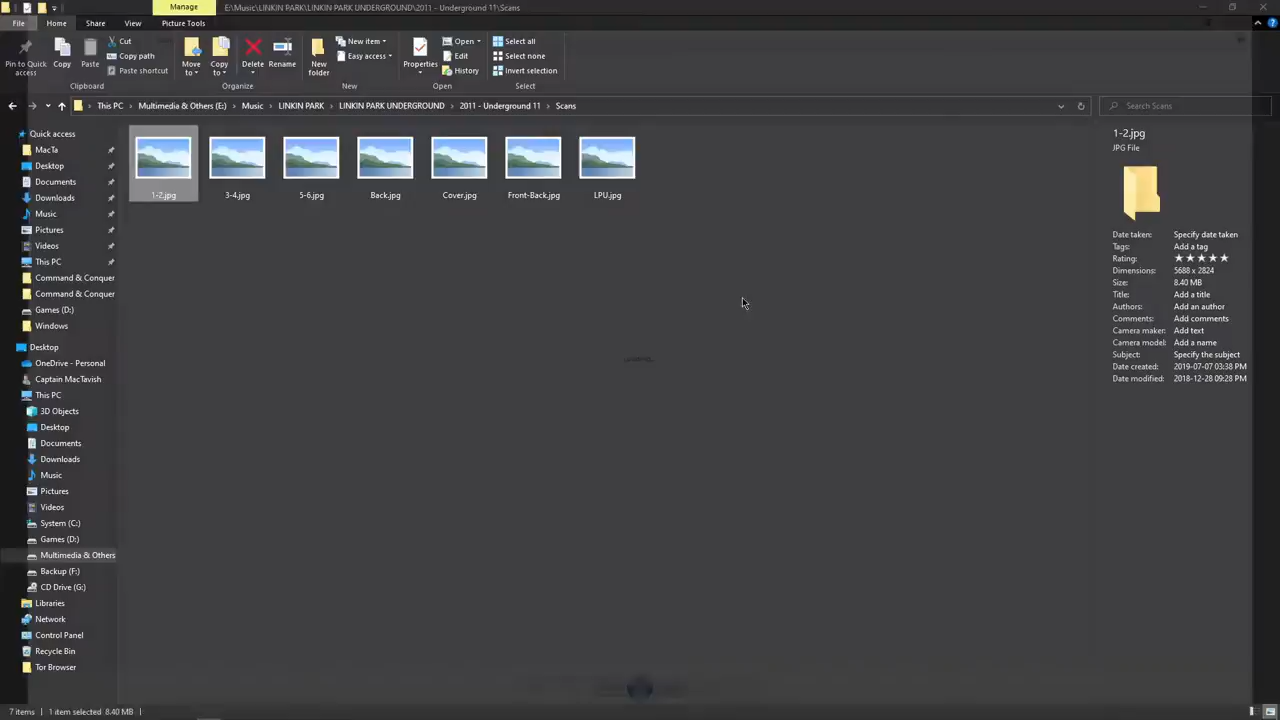 Manage
E:\Music\LINKIN PARK\LINKIN PARK UNDERGROUND\2011 - Underground 11\Scans
File
Home
Share
View
Picture Tools
Pin to Quick access
Copy
Paste
Cut
Copy path
Paste shortcut
Clipboard
Move to
Copy to
Delete
Rename
Organize
New folder
New item
Easy access
New
Properties
Open
Edit
History
Open
Select all
Select none
Invert selection
Select
This PC
Multimedia & Others (E:)
Music
LINKIN PARK
LINKIN PARK UNDERGROUND
2011 - Underground 11
Scans
Search Scans
Quick access
MacTa
Desktop
Documents
Downloads
Music
Pictures
Videos
This PC
Command & Conquer
Command & Conquer
Games (D:)
Windows
Desktop
OneDrive - Personal
Captain MacTavish
This PC
3D Objects
Desktop
Documents
Downloads
Music
Pictures
Videos
System (C:)
Games (D:)
Multimedia & Others
Backup (F:)
CD Drive (G:)
Libraries
Network
Control Panel
Recycle Bin
Tor Browser
1-2.jpg
3-4.jpg
5-6.jpg
Back.jpg
Cover.jpg
Front-Back.jpg
LPU.jpg
1-2.jpg
JPG File
Date taken: Specify date taken
Tags: Add a tag
Rating: ★★★★★
Dimensions: 5688 x 2824
Size: 8.40 MB
Title: Add a title
Authors: Add an author
Comments: Add comments
Camera maker: Add text
Camera model: Add a name
Subject: Specify the subject
Date created: 2019-07-07 03:38 PM
Date modified: 2018-12-28 09:28 PM
7 items
1 item selected 8.40 MB